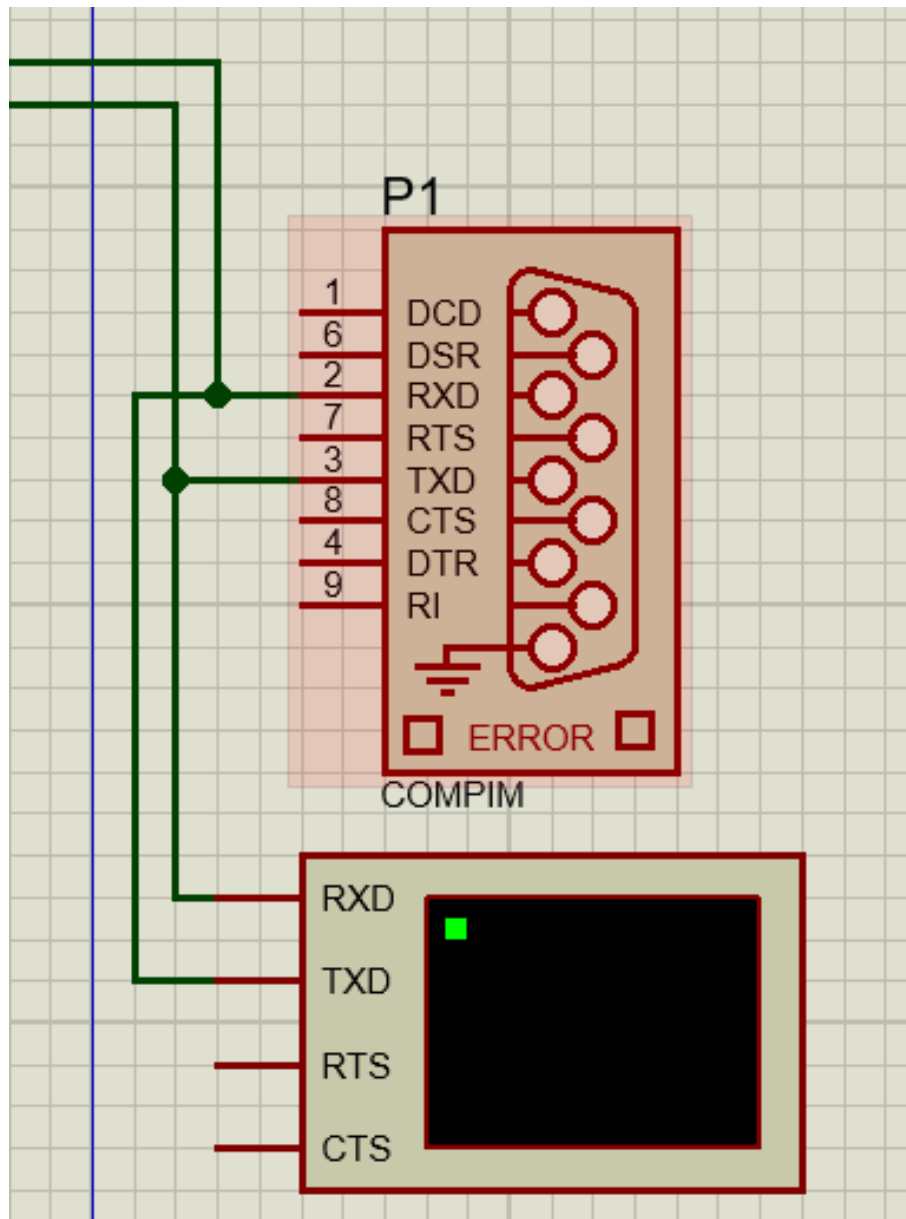 P1
1
DCD
6
DSR
2
RXD
7
RTS
3
TXD
8
CTS
4
DTR
9
RI
ERROR
COMPIM
RXD
TXD
RTS
CTS